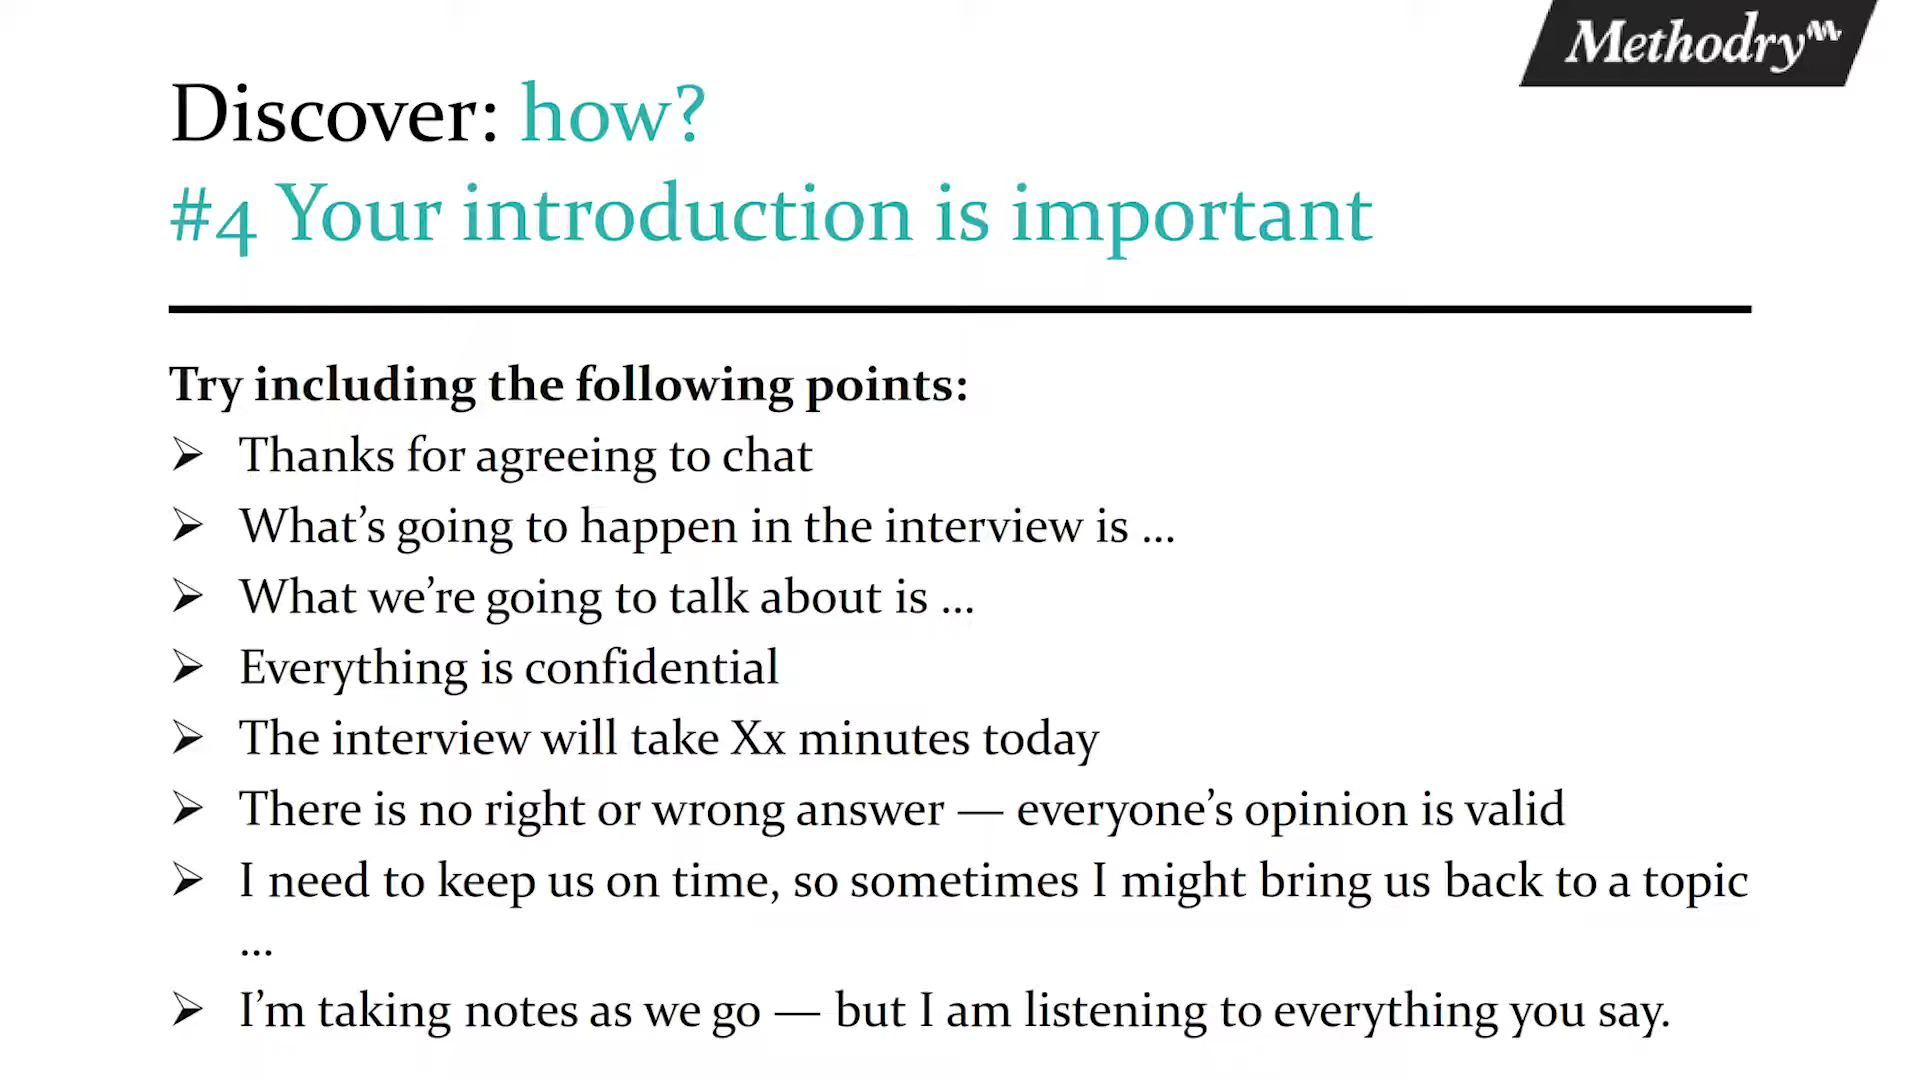 Methodry
Discover: how?
#4 Your introduction is important
Try including the following points:
➢ Thanks for agreeing to chat
➢ What’s going to happen in the interview is ...
➢ What we’re going to talk about is ...
➢ Everything is confidential
➢ The interview will take Xx minutes today
➢ There is no right or wrong answer — everyone’s opinion is valid
➢ I need to keep us on time, so sometimes I might bring us back to a topic
...
➢ I’m taking notes as we go — but I am listening to everything you say.